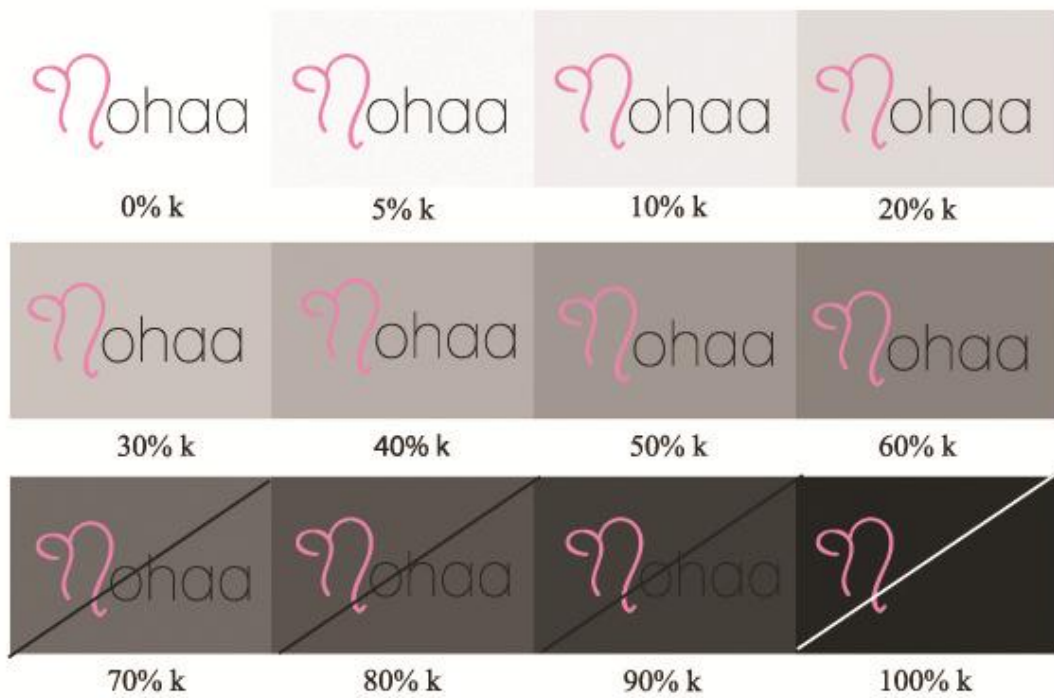 nohaa nohaa nohaa nohaa
0% k 5% k 10% k 20% k
nohaa nohaa nohaa nohaa
30% k 40% k 50% k 60% k
nohaa nohaa nohaa n
70% k 80% k 90% k 100% k